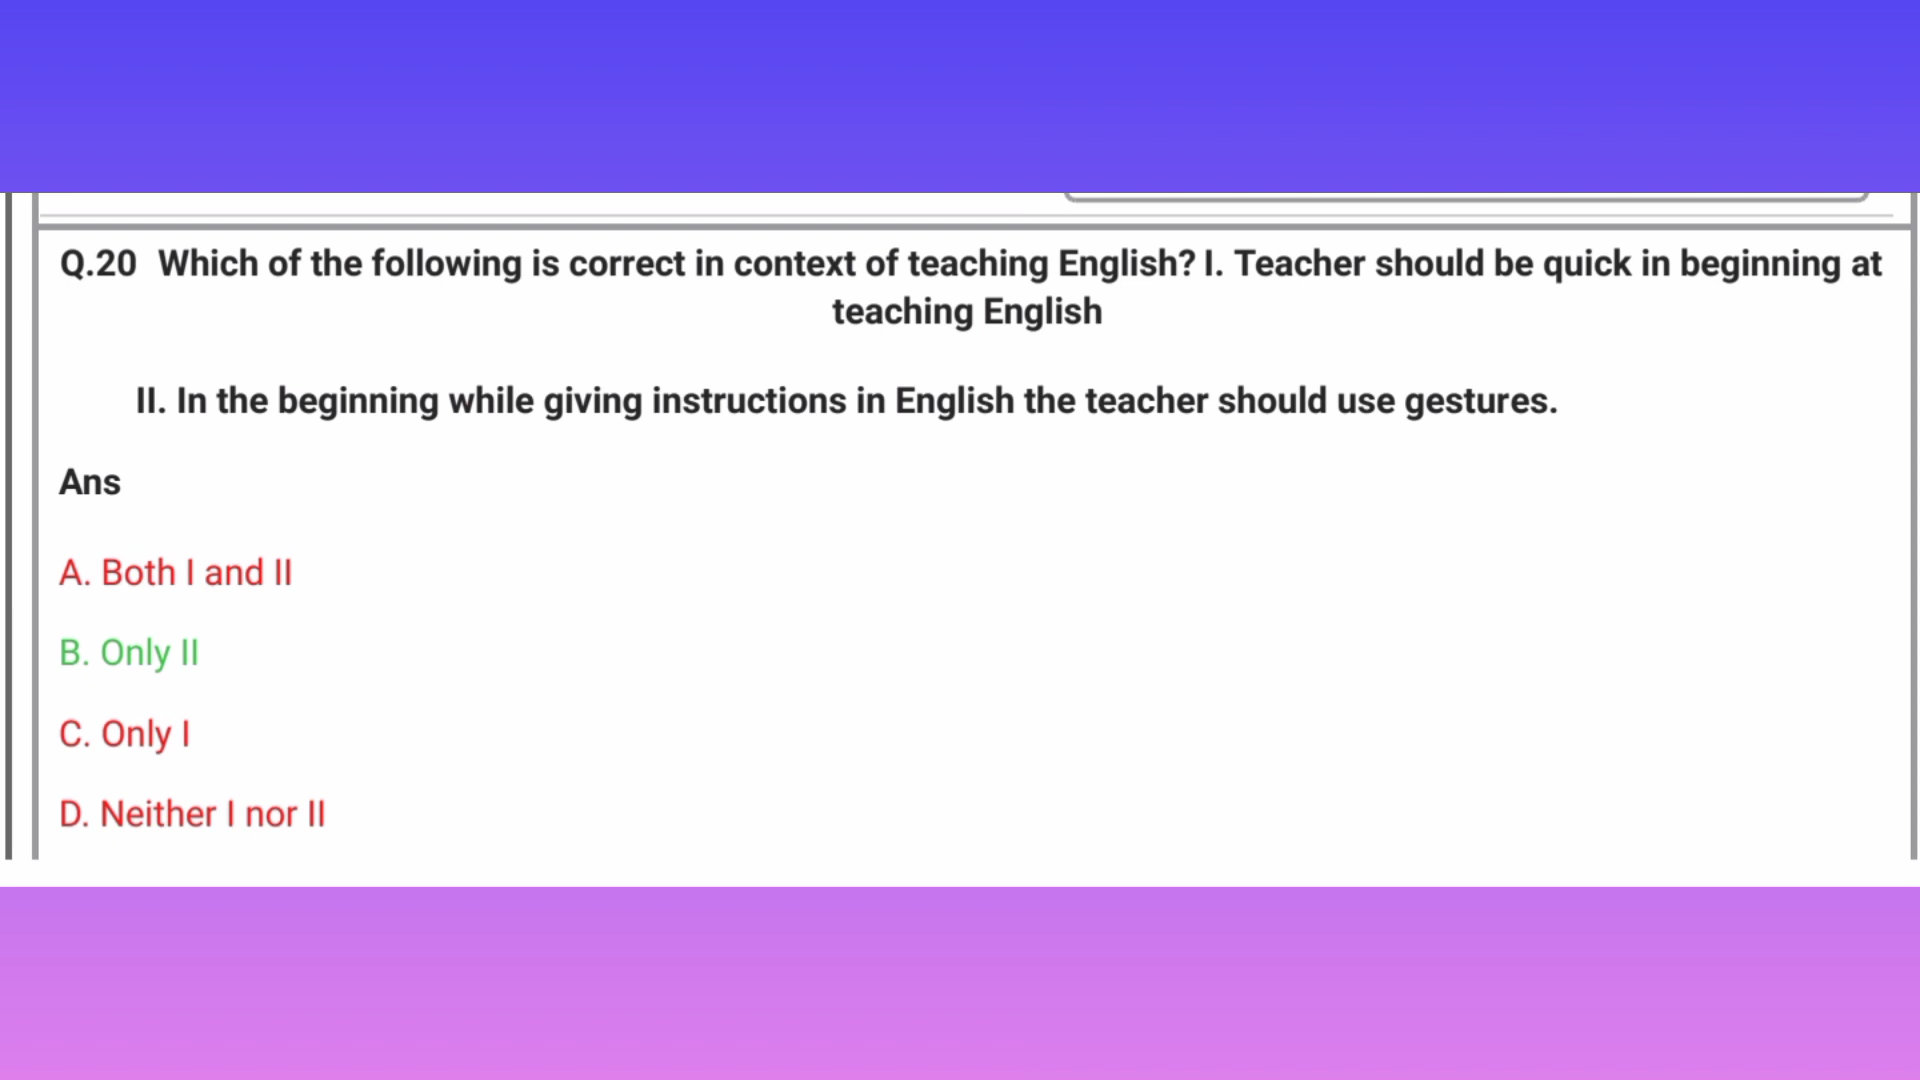 Q.20 Which of the following is correct in context of teaching English? I. Teacher should be quick in beginning at
teaching English
II. In the beginning while giving instructions in English the teacher should use gestures.
Ans
A. Both I and II
B. Only II
C. Only I
D. Neither I nor II